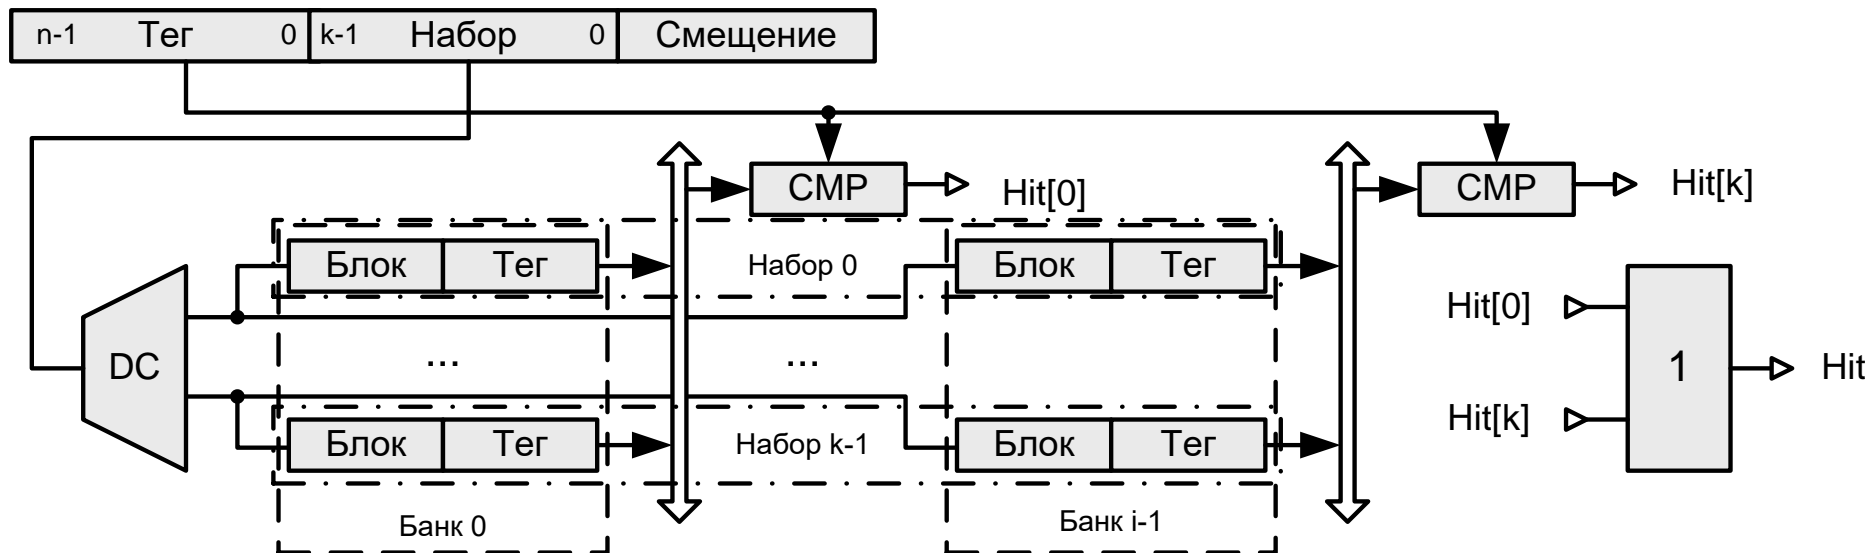 n-1 Тег 0 k-1 Набор 0 Смещение
CMP Hit[0] CMP Hit[k]
Блок Тег Набор 0 Блок Тег
Hit[0]
DC ... ... 1 Hit
Hit[k]
Блок Тег Набор k-1 Блок Тег
Банк 0 Банк i-1